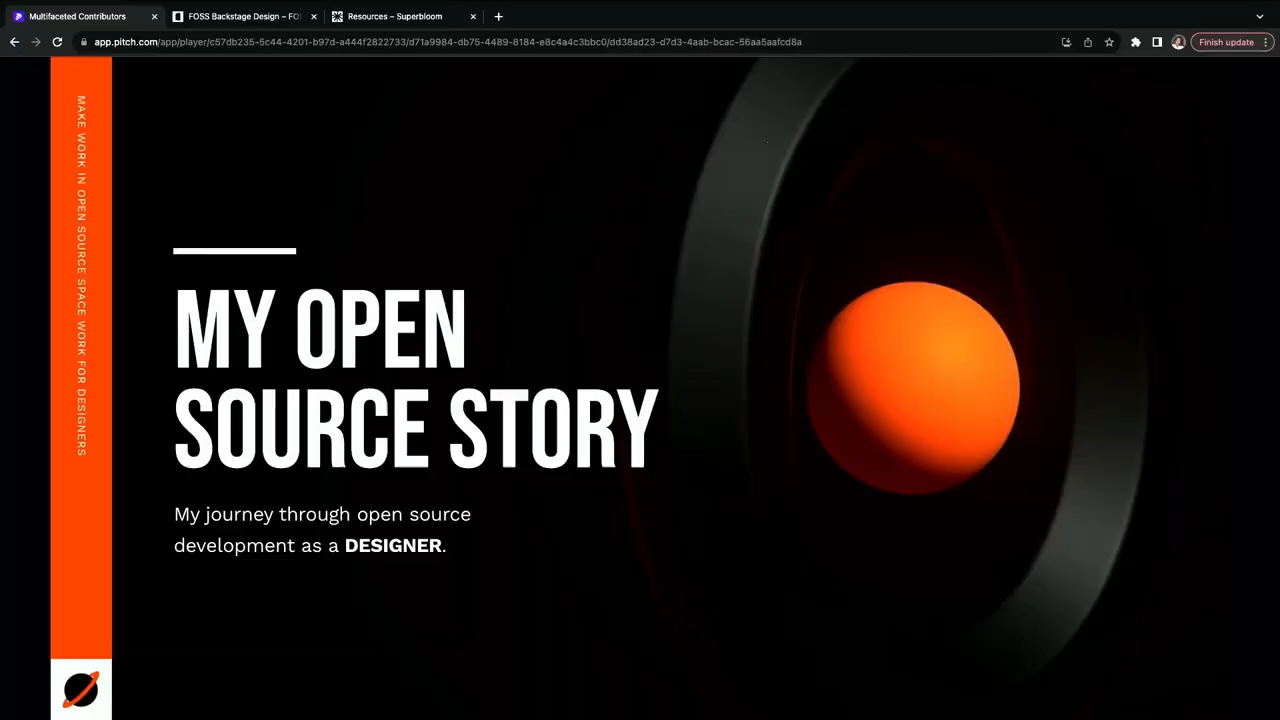 Multifaceted Contributors
FOSS Backstage Design – FO
Resources – Superbloom
app.pitch.com/app/player/c57db235-5c44-4201-b97d-a444f2822733/d71a9984-db75-4489-8184-e8c4a4c3bbc0/dd38ad23-d7d3-4aab-bcac-56aa5aafcd8a
Finish update
MAKE WORK IN OPEN SOURCE SPACE WORK FOR DESIGNERS
MY OPEN
SOURCE STORY
My journey through open source
development as a DESIGNER.